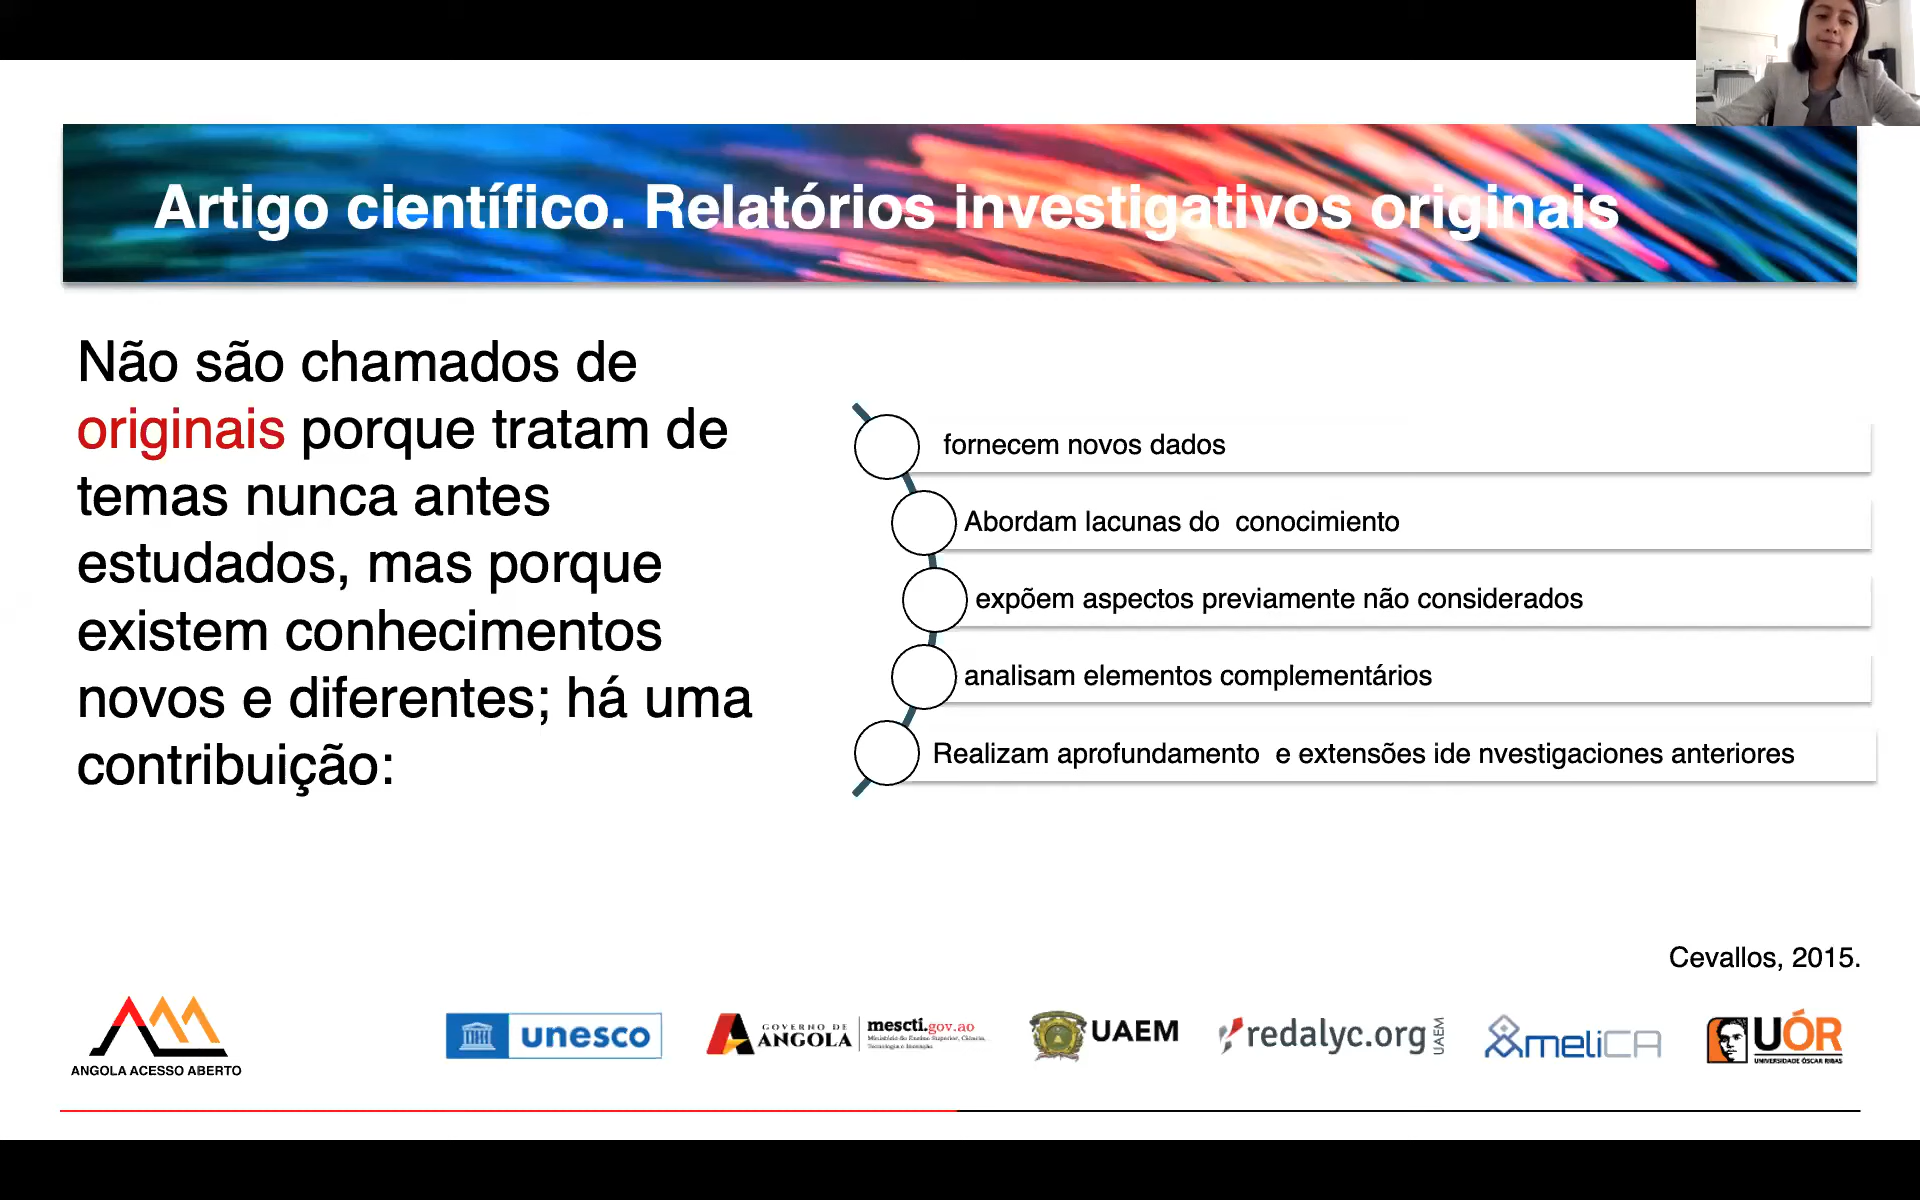 Artigo científico. Relatórios investigativos originais
Não são chamados de
originais porque tratam de
temas nunca antes
estudados, mas porque
existem conhecimentos
novos e diferentes; há uma
contribuição:
fornecem novos dados
Abordam lacunas do  conocimiento
expõem aspectos previamente não considerados
analisam elementos complementários
Realizam aprofundamento  e extensões ide nvestigaciones anteriores
Cevallos, 2015.
ANGOLA ACESSO ABERTO
unesco
GOVERNO DE
ANGOLA
mescti.gov.ao
Ministério do Ensino Superior, Ciência,
Tecnologia e Inovação
UAEM
redalyc.org
UAEM
AmeliCA
UÓR
UNIVERSIDADE ÓSCAR RIBAS